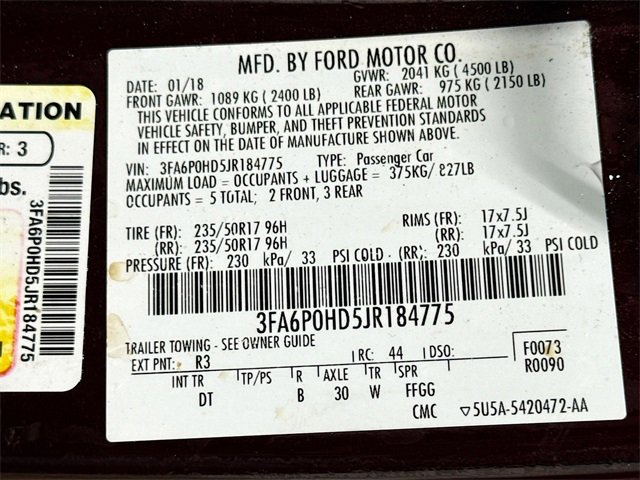 MFD. BY FORD MOTOR CO.
DATE: 01/18 GVWR: 2041 KG (4500 LB)
FRONT GAWR: 1089 KG (2400 LB) REAR GAWR: 975 KG (2150 LB)
THIS VEHICLE CONFORMS TO ALL APPLICABLE FEDERAL MOTOR
VEHICLE SAFETY, BUMPER, AND THEFT PREVENTION STANDARDS
IN EFFECT ON THE DATE OF MANUFACTURE SHOWN ABOVE.
VIN: 3FA6P0HD5JR184775 TYPE: Passenger Car
MAXIMUM LOAD = OCCUPANTS + LUGGAGE = 375KG/ 827LB
OCCUPANTS = 5 TOTAL; 2 FRONT, 3 REAR
TIRE (FR): 235/50R17 96H RIMS (FR): 17x7.5J
(RR): 235/50R17 96H (RR): 17x7.5J
PRESSURE (FR): 230 kPa/ 33 PSI COLD - (RR): 230 kPa/ 33 PSI COLD
3FA6P0HD5JR184775
TRAILER TOWING - SEE OWNER GUIDE
EXT PNT: R3 RC: 44 DSO: F0073
R0090
INT TR TP/PS R AXLE TR SPR
DT B 30 W FFGG
CMC ▽5U5A-5420472-AA
ATION
R: 3
bs.
3FA6P0HD5JR184775